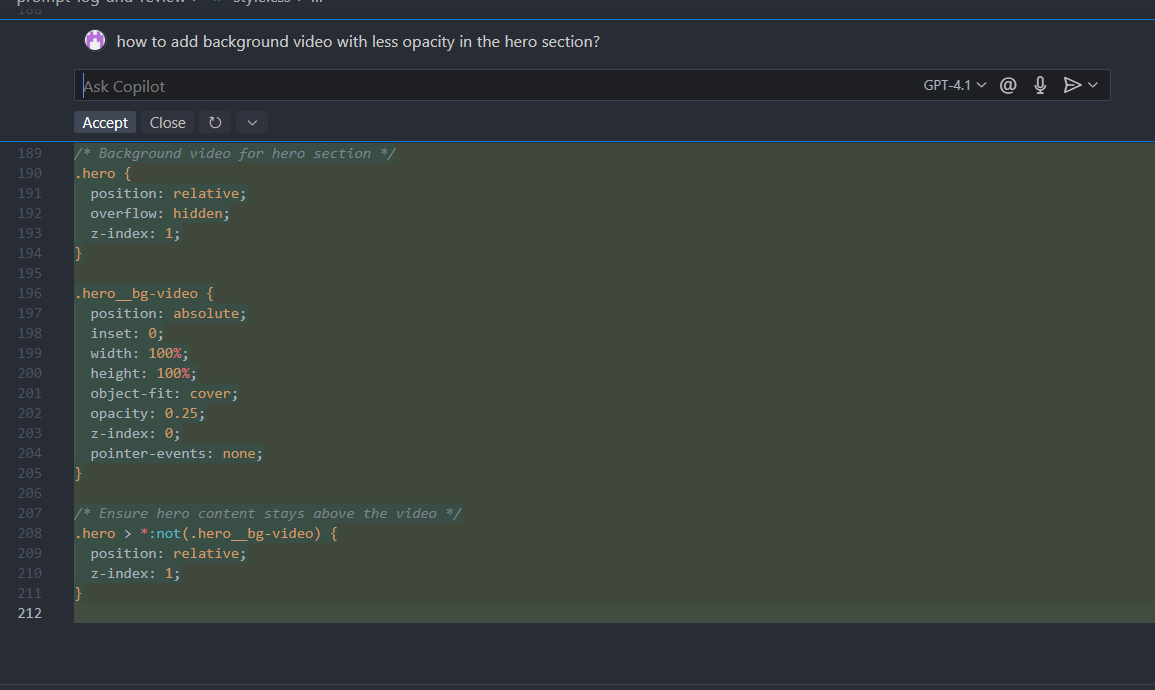 how to add background video with less opacity in the hero section?
Ask Copilot GPT-4.1 @
Accept Close
189 /* Background video for hero section */
190 .hero {
191 position: relative;
192 overflow: hidden;
193 z-index: 1;
194 }
195
196 .hero__bg-video {
197 position: absolute;
198 inset: 0;
199 width: 100%;
200 height: 100%;
201 object-fit: cover;
202 opacity: 0.25;
203 z-index: 0;
204 pointer-events: none;
205 }
206
207 /* Ensure hero content stays above the video */
208 .hero > *:not(.hero__bg-video) {
209 position: relative;
210 z-index: 1;
211 }
212